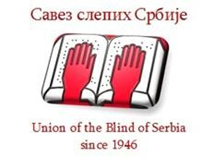 Савез слепих Србије
Union of the Blind of Serbia
since 1946